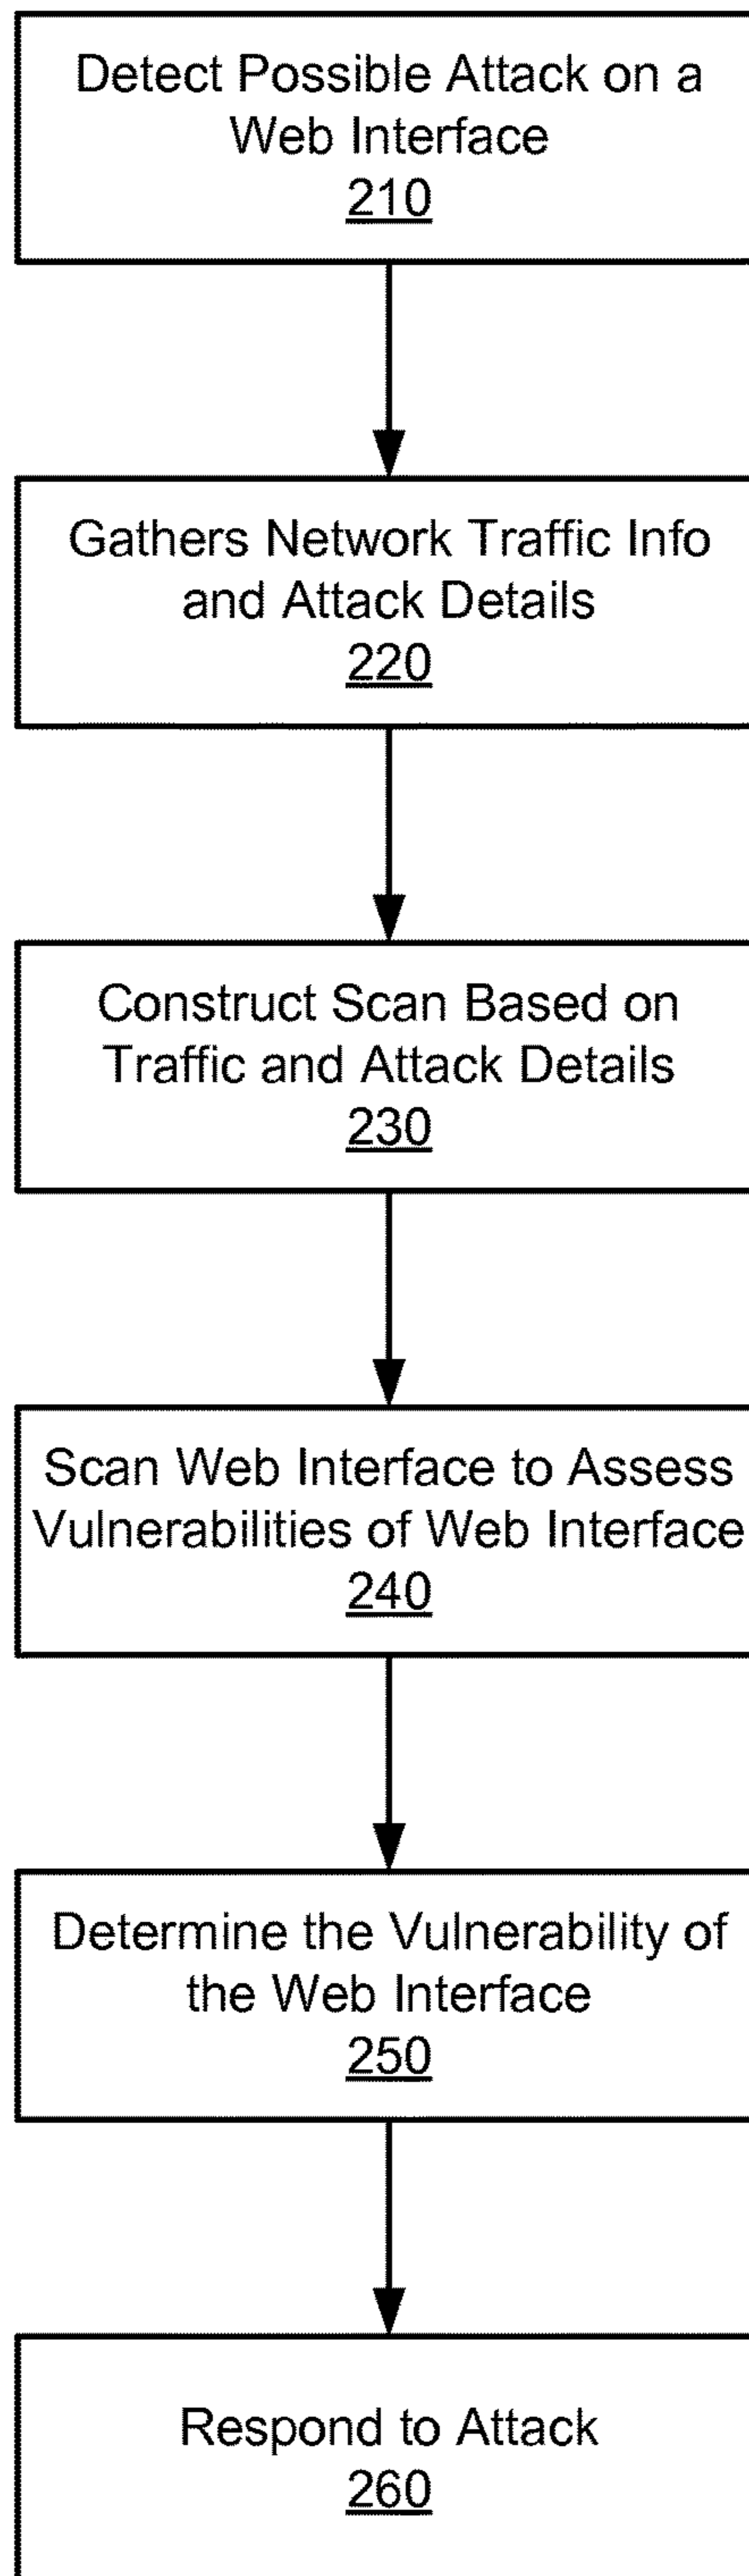 Detect Possible Attack on a
Web Interface
210
Gathers Network Traffic Info
and Attack Details
220
Construct Scan Based on
Traffic and Attack Details
230
Scan Web Interface to Assess
Vulnerabilities of Web Interface
240
Determine the Vulnerability of
the Web Interface
250
Respond to Attack
260